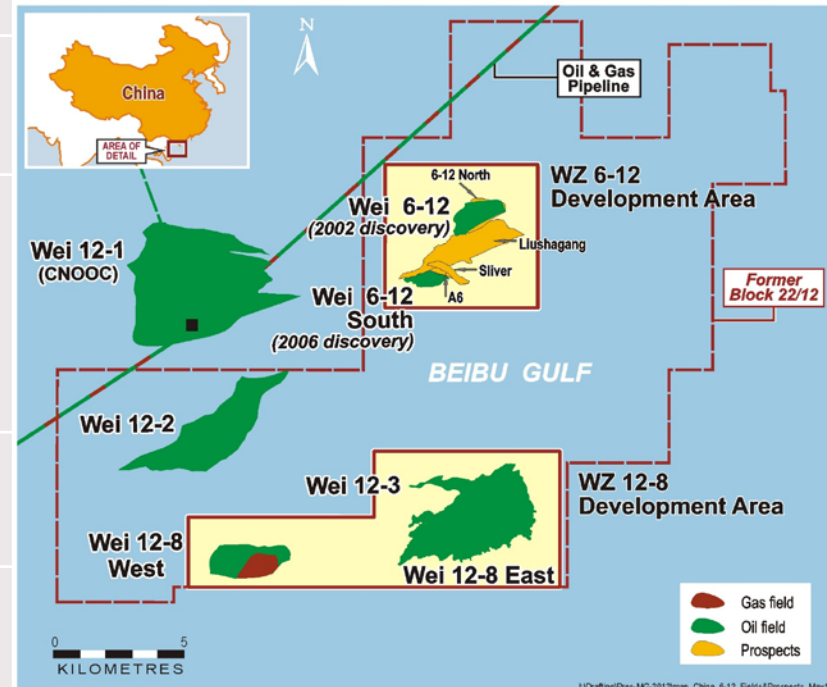 China
AREA OF
DETAIL
N
Oil & Gas
Pipeline
6-12 North
WZ 6-12
Development Area
Wei 6-12
(2002 discovery)
Liushagang
Sliver
A6
Wei 12-1
(CNOOC)
Wei 6-12
South
(2006 discovery)
Former
Block 22/12
BEIBU GULF
Wei 12-2
Wei 12-3
WZ 12-8
Development Area
Wei 12-8
West
Wei 12-8 East
Gas field
Oil field
Prospects
0 5
KILOMETRES